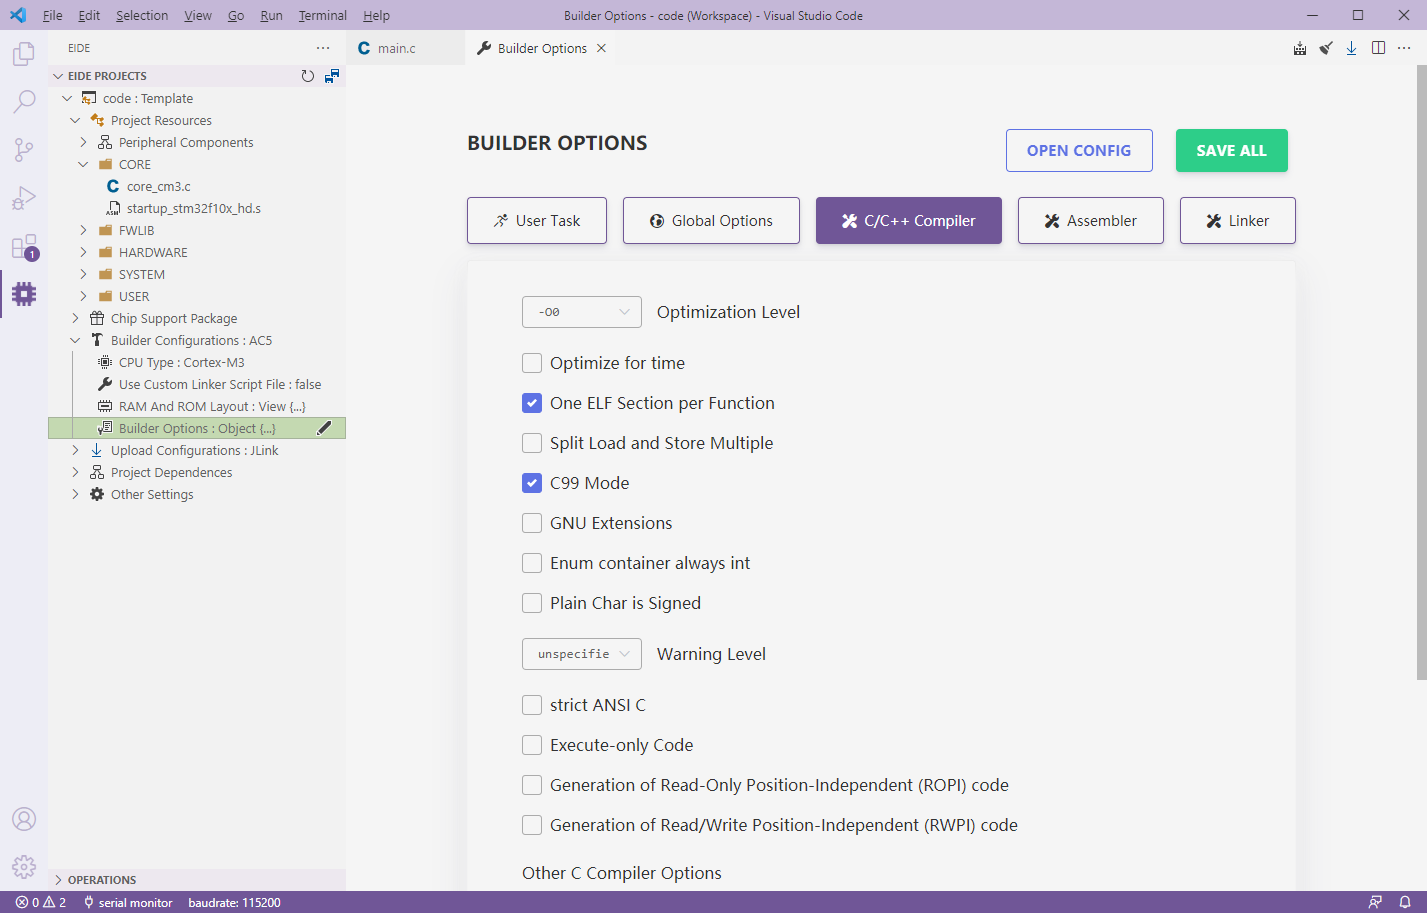 File Edit Selection View Go Run Terminal Help Builder Options - code (Workspace) - Visual Studio Code
EIDE
main.c
Builder Options
EIDE PROJECTS
code : Template
Project Resources
Peripheral Components
CORE
core_cm3.c
startup_stm32f10x_hd.s
FWLIB
HARDWARE
SYSTEM
USER
Chip Support Package
Builder Configurations : AC5
CPU Type : Cortex-M3
Use Custom Linker Script File : false
RAM And ROM Layout : View {...}
Builder Options : Object {...}
Upload Configurations : JLink
Project Dependences
Other Settings
OPERATIONS
1
BUILDER OPTIONS
OPEN CONFIG
SAVE ALL
User Task
Global Options
C/C++ Compiler
Assembler
Linker
-O0 Optimization Level
Optimize for time
One ELF Section per Function
Split Load and Store Multiple
C99 Mode
GNU Extensions
Enum container always int
Plain Char is Signed
unspecifie Warning Level
strict ANSI C
Execute-only Code
Generation of Read-Only Position-Independent (ROPI) code
Generation of Read/Write Position-Independent (RWPI) code
Other C Compiler Options
0 2 serial monitor baudrate: 115200